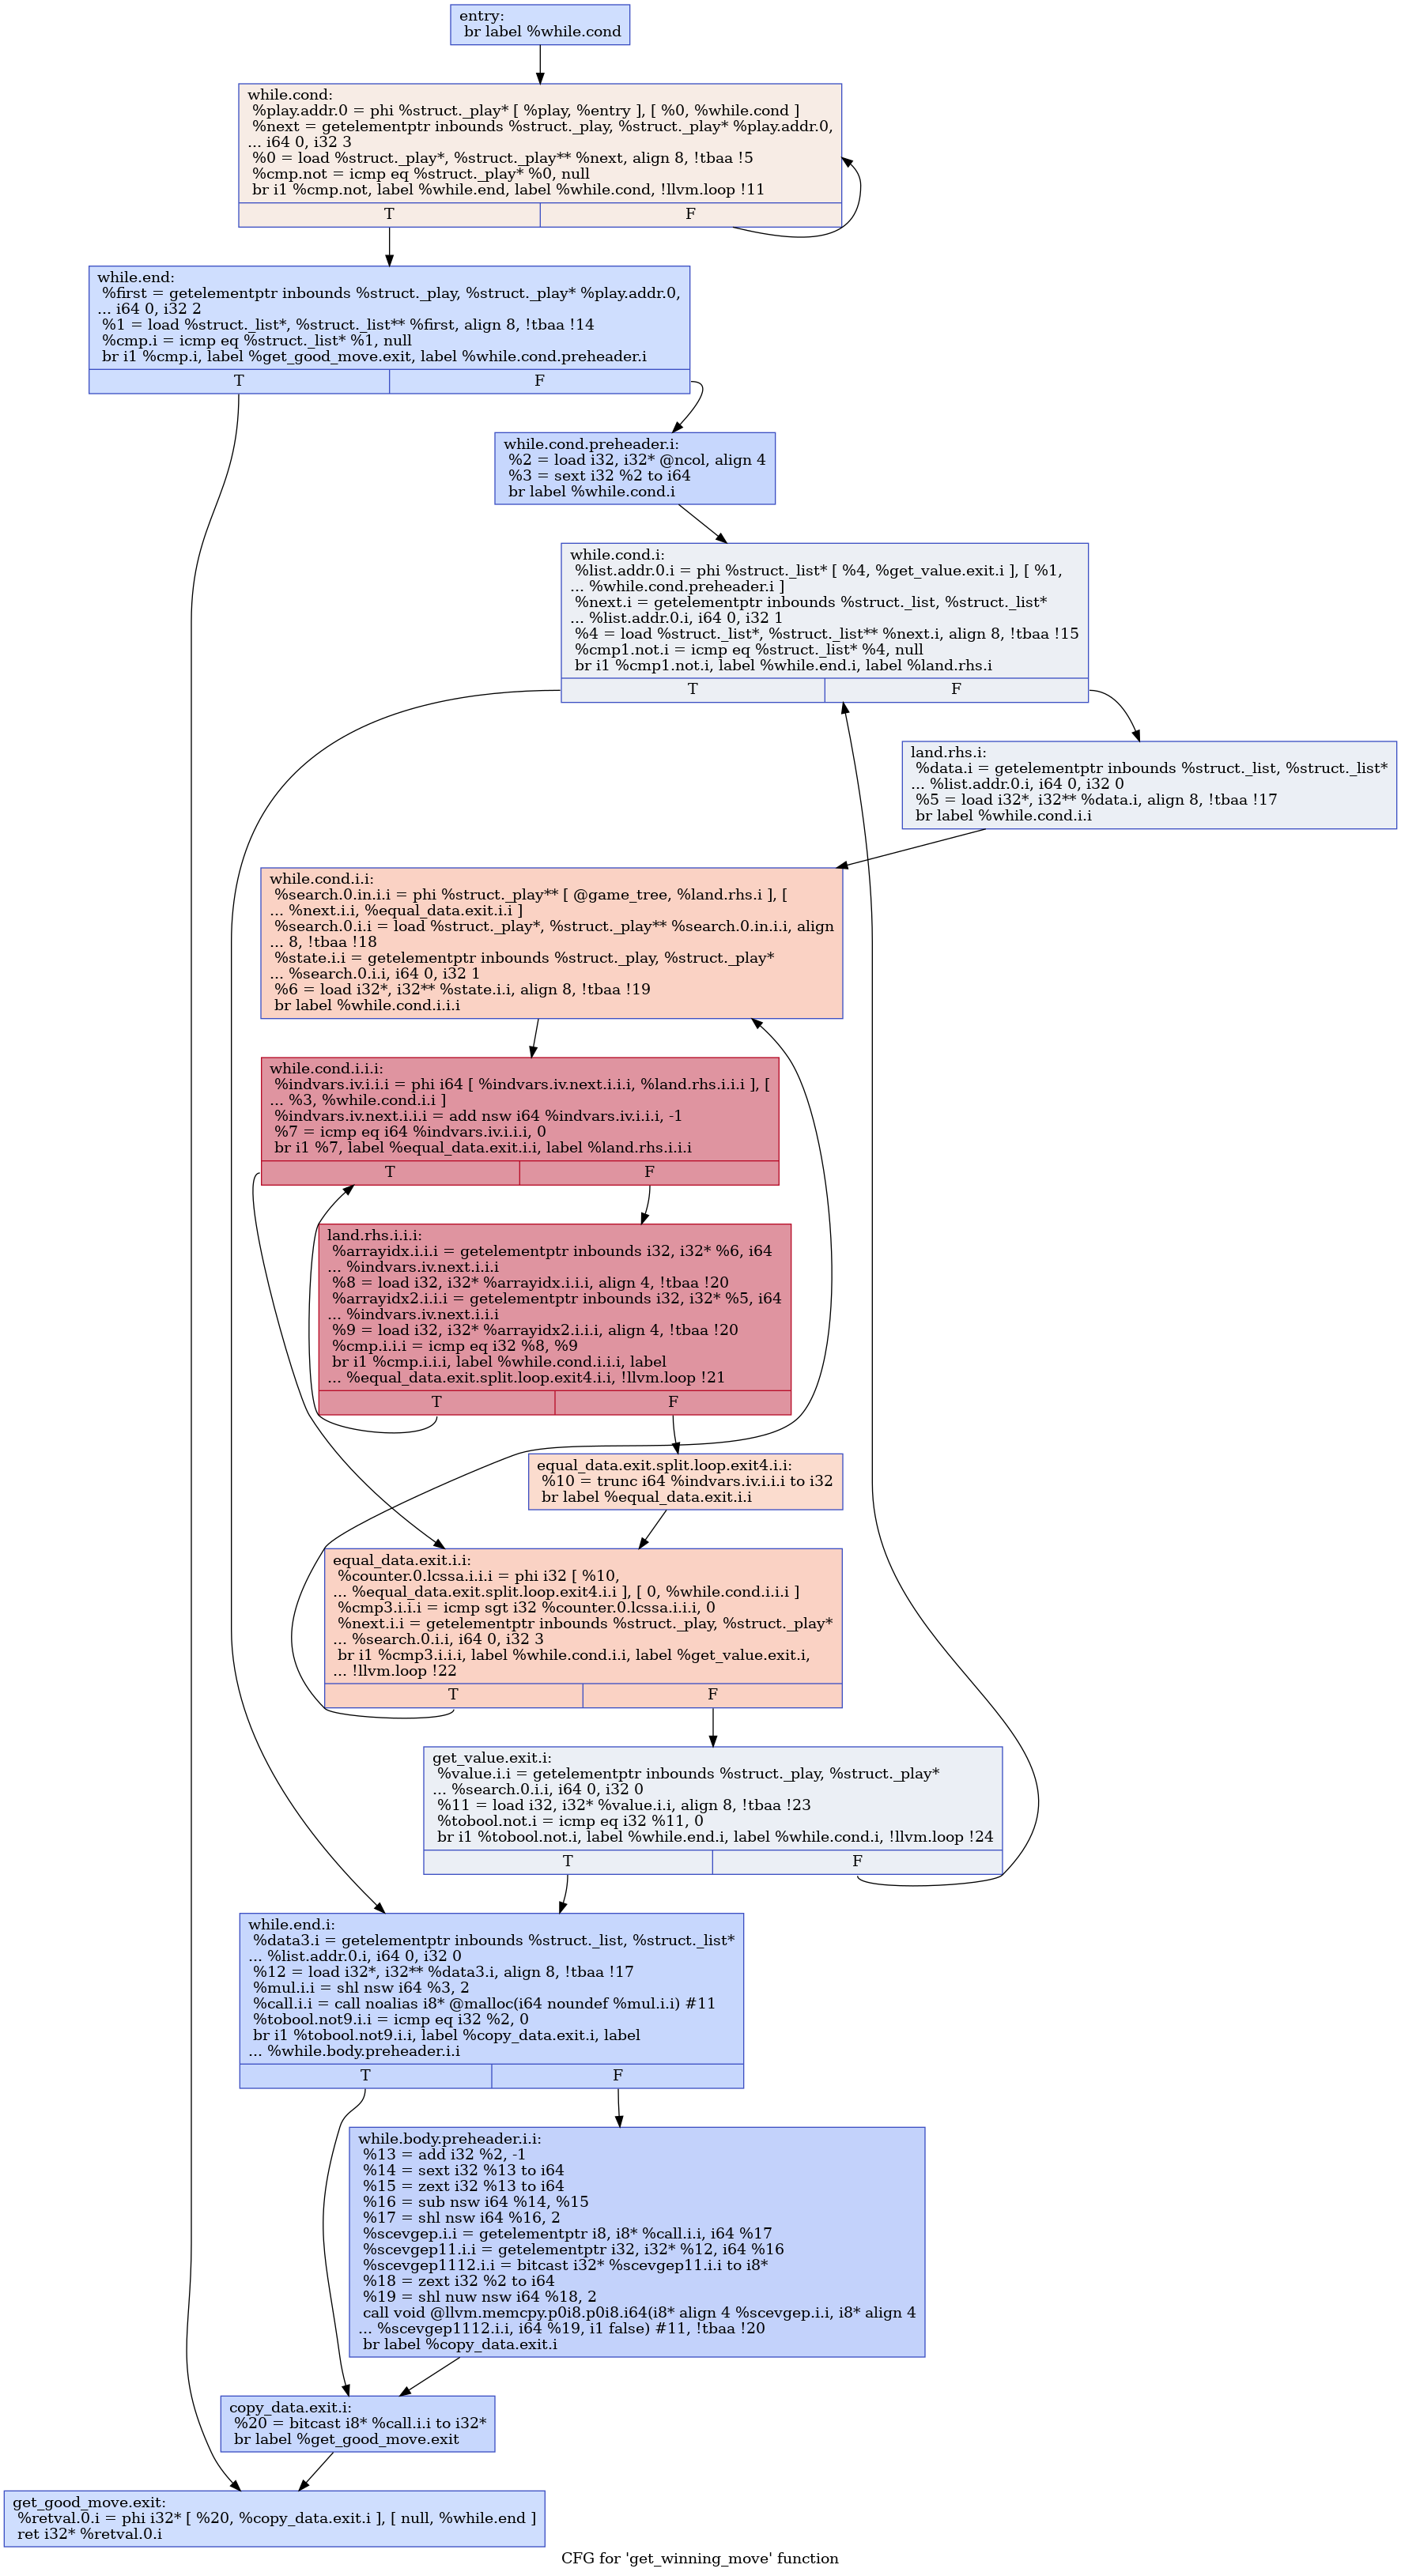 entry:
br label %while.cond
while.cond:
%play.addr.0 = phi %struct._play* [ %play, %entry ], [ %0, %while.cond ]
%next = getelementptr inbounds %struct._play, %struct._play* %play.addr.0,
... i64 0, i32 3
%0 = load %struct._play*, %struct._play** %next, align 8, !tbaa !5
%cmp.not = icmp eq %struct._play* %0, null
br i1 %cmp.not, label %while.end, label %while.cond, !llvm.loop !11
T F
while.end:
%first = getelementptr inbounds %struct._play, %struct._play* %play.addr.0,
... i64 0, i32 2
%1 = load %struct._list*, %struct._list** %first, align 8, !tbaa !14
%cmp.i = icmp eq %struct._list* %1, null
br i1 %cmp.i, label %get_good_move.exit, label %while.cond.preheader.i
T F
while.cond.preheader.i:
%2 = load i32, i32* @ncol, align 4
%3 = sext i32 %2 to i64
br label %while.cond.i
while.cond.i:
%list.addr.0.i = phi %struct._list* [ %4, %get_value.exit.i ], [ %1,
... %while.cond.preheader.i ]
%next.i = getelementptr inbounds %struct._list, %struct._list*
... %list.addr.0.i, i64 0, i32 1
%4 = load %struct._list*, %struct._list** %next.i, align 8, !tbaa !15
%cmp1.not.i = icmp eq %struct._list* %4, null
br i1 %cmp1.not.i, label %while.end.i, label %land.rhs.i
T F
land.rhs.i:
%data.i = getelementptr inbounds %struct._list, %struct._list*
... %list.addr.0.i, i64 0, i32 0
%5 = load i32*, i32** %data.i, align 8, !tbaa !17
br label %while.cond.i.i
while.cond.i.i:
%search.0.in.i.i = phi %struct._play** [ @game_tree, %land.rhs.i ], [
... %next.i.i, %equal_data.exit.i.i ]
%search.0.i.i = load %struct._play*, %struct._play** %search.0.in.i.i, align
... 8, !tbaa !18
%state.i.i = getelementptr inbounds %struct._play, %struct._play*
... %search.0.i.i, i64 0, i32 1
%6 = load i32*, i32** %state.i.i, align 8, !tbaa !19
br label %while.cond.i.i.i
while.cond.i.i.i:
%indvars.iv.i.i.i = phi i64 [ %indvars.iv.next.i.i.i, %land.rhs.i.i.i ], [
... %3, %while.cond.i.i ]
%indvars.iv.next.i.i.i = add nsw i64 %indvars.iv.i.i.i, -1
%7 = icmp eq i64 %indvars.iv.i.i.i, 0
br i1 %7, label %equal_data.exit.i.i, label %land.rhs.i.i.i
T F
land.rhs.i.i.i:
%arrayidx.i.i.i = getelementptr inbounds i32, i32* %6, i64
... %indvars.iv.next.i.i.i
%8 = load i32, i32* %arrayidx.i.i.i, align 4, !tbaa !20
%arrayidx2.i.i.i = getelementptr inbounds i32, i32* %5, i64
... %indvars.iv.next.i.i.i
%9 = load i32, i32* %arrayidx2.i.i.i, align 4, !tbaa !20
%cmp.i.i.i = icmp eq i32 %8, %9
br i1 %cmp.i.i.i, label %while.cond.i.i.i, label
... %equal_data.exit.split.loop.exit4.i.i, !llvm.loop !21
T F
equal_data.exit.split.loop.exit4.i.i:
%10 = trunc i64 %indvars.iv.i.i.i to i32
br label %equal_data.exit.i.i
equal_data.exit.i.i:
%counter.0.lcssa.i.i.i = phi i32 [ %10,
... %equal_data.exit.split.loop.exit4.i.i ], [ 0, %while.cond.i.i.i ]
%cmp3.i.i.i = icmp sgt i32 %counter.0.lcssa.i.i.i, 0
%next.i.i = getelementptr inbounds %struct._play, %struct._play*
... %search.0.i.i, i64 0, i32 3
br i1 %cmp3.i.i.i, label %while.cond.i.i, label %get_value.exit.i,
... !llvm.loop !22
T F
get_value.exit.i:
%value.i.i = getelementptr inbounds %struct._play, %struct._play*
... %search.0.i.i, i64 0, i32 0
%11 = load i32, i32* %value.i.i, align 8, !tbaa !23
%tobool.not.i = icmp eq i32 %11, 0
br i1 %tobool.not.i, label %while.end.i, label %while.cond.i, !llvm.loop !24
T F
while.end.i:
%data3.i = getelementptr inbounds %struct._list, %struct._list*
... %list.addr.0.i, i64 0, i32 0
%12 = load i32*, i32** %data3.i, align 8, !tbaa !17
%mul.i.i = shl nsw i64 %3, 2
%call.i.i = call noalias i8* @malloc(i64 noundef %mul.i.i) #11
%tobool.not9.i.i = icmp eq i32 %2, 0
br i1 %tobool.not9.i.i, label %copy_data.exit.i, label
... %while.body.preheader.i.i
T F
while.body.preheader.i.i:
%13 = add i32 %2, -1
%14 = sext i32 %13 to i64
%15 = zext i32 %13 to i64
%16 = sub nsw i64 %14, %15
%17 = shl nsw i64 %16, 2
%scevgep.i.i = getelementptr i8, i8* %call.i.i, i64 %17
%scevgep11.i.i = getelementptr i32, i32* %12, i64 %16
%scevgep1112.i.i = bitcast i32* %scevgep11.i.i to i8*
%18 = zext i32 %2 to i64
%19 = shl nuw nsw i64 %18, 2
call void @llvm.memcpy.p0i8.p0i8.i64(i8* align 4 %scevgep.i.i, i8* align 4
... %scevgep1112.i.i, i64 %19, i1 false) #11, !tbaa !20
br label %copy_data.exit.i
copy_data.exit.i:
%20 = bitcast i8* %call.i.i to i32*
br label %get_good_move.exit
get_good_move.exit:
%retval.0.i = phi i32* [ %20, %copy_data.exit.i ], [ null, %while.end ]
ret i32* %retval.0.i
CFG for 'get_winning_move' function